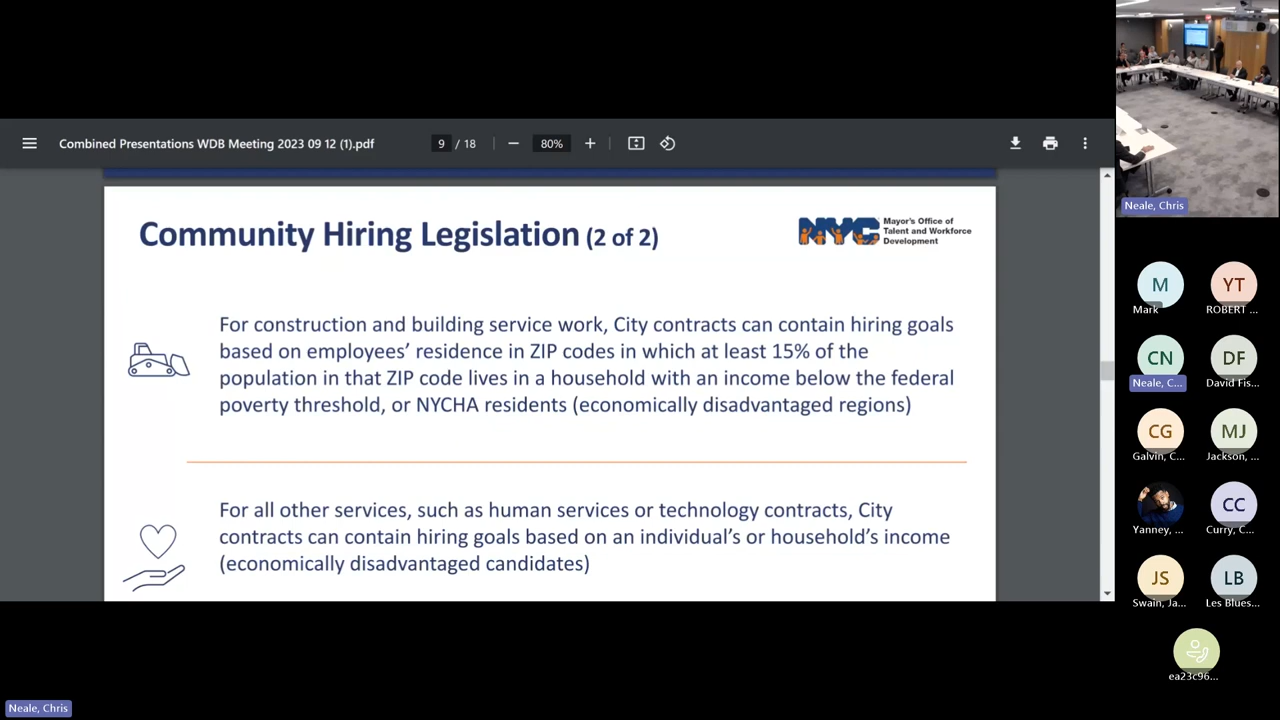 Combined Presentations WDB Meeting 2023 09 12 (1).pdf
9 / 18
80%
Community Hiring Legislation (2 of 2)
NYC
Mayor's Office of
Talent and Workforce
Development
For construction and building service work, City contracts can contain hiring goals
based on employees' residence in ZIP codes in which at least 15% of the
population in that ZIP code lives in a household with an income below the federal
poverty threshold, or NYCHA residents (economically disadvantaged regions)
For all other services, such as human services or technology contracts, City
contracts can contain hiring goals based on an individual's or household's income
(economically disadvantaged candidates)
Neale, Chris
Neale, Chris
M
Mark
YT
ROBERT ...
CN
Neale, C...
DF
David Fis...
CG
Galvin, C...
MJ
Jackson, ...
Yanney, ...
CC
Curry, C...
JS
Swain, Ja...
LB
Les Blues...
ea23c96...